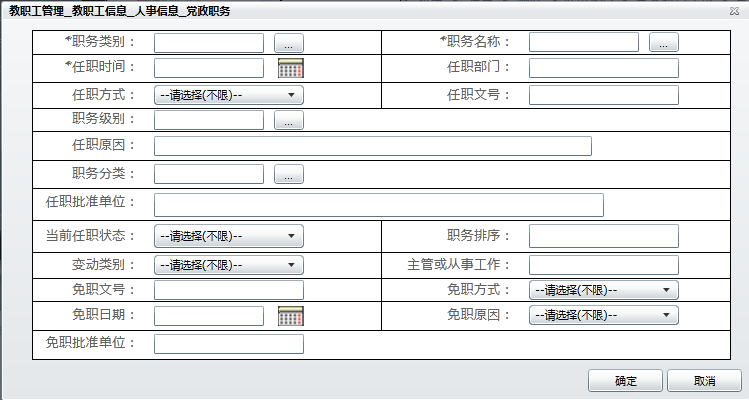 教职工管理_教职工信息_人事信息_党政职务
*职务类别： ... *职务名称： ...
*任职时间： 任职部门：
任职方式： --请选择(不限)-- 任职文号：
职务级别： ...
任职原因：
职务分类： ...
任职批准单位：
当前任职状态： --请选择(不限)-- 职务排序：
变动类别： --请选择(不限)-- 主管或从事工作：
免职文号： 免职方式： --请选择(不限)--
免职日期： 免职原因： --请选择(不限)--
免职批准单位：
确定 取消